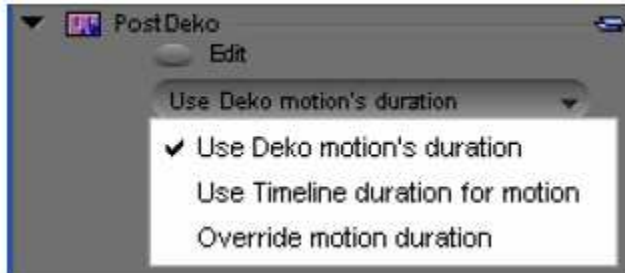 PostDeko
Edit
Use Deko motion's duration
Use Deko motion's duration
Use Timeline duration for motion
Override motion duration